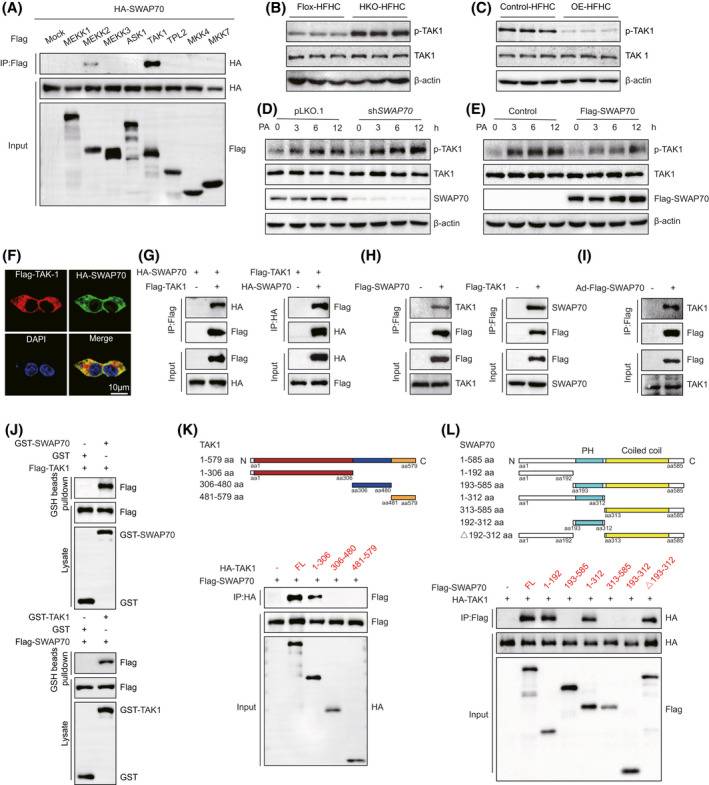 (A)
HA-SWAP70
Flag
Mock
MEKK1
MEKK2
MEKK3
ASK1
TAK1
TPL2
MKK4
MKK7
IP:Flag
HA
HA
Input
Flag
(B)
Flox-HFHC HKO-HFHC
p-TAK1
TAK1
β-actin
(C)
Control-HFHC OE-HFHC
p-TAK1
TAK 1
β-actin
(D)
pLKO.1 shSWAP70
PA 0 3 6 12 0 3 6 12 h
p-TAK1
TAK1
SWAP70
β-actin
(E)
Control Flag-SWAP70
PA 0 3 6 12 0 3 6 12 h
p-TAK1
TAK1
Flag-SWAP70
β-actin
(F)
Flag-TAK-1 HA-SWAP70
DAPI Merge
10μm
(G)
HA-SWAP70 + +
Flag-TAK1 - +
IP:Flag
HA
Flag
Input
Flag
HA
Flag-TAK1 + +
HA-SWAP70 - +
IP:HA
Flag
HA
Input
HA
Flag
(H)
Flag-SWAP70 - +
IP:Flag
TAK1
Flag
Input
Flag
TAK1
Flag-TAK1 - +
IP:Flag
SWAP70
Flag
Input
Flag
SWAP70
(I)
Ad-Flag-SWAP70 - +
IP:Flag
TAK1
Flag
Input
Flag
TAK1
(J)
GST-SWAP70 - +
GST + -
Flag-TAK1 + +
GSH beads
pulldown
Flag
Flag
Lysate
GST-SWAP70
GST
GST-TAK1 - +
GST + -
Flag-SWAP70 + +
GSH beads
pulldown
Flag
Flag
Lysate
GST-TAK1
GST
(K)
TAK1
1-579 aa N C
aa1 aa579
1-306 aa
aa1 aa306
306-480 aa
aa306 aa480
481-579 aa
aa481 aa579
HA-TAK1 - FL 1-306 306-480 481-579
Flag-SWAP70 + + + + +
IP:HA
Flag
Flag
Input
HA
(L)
SWAP70 PH Coiled coil
1-585 aa N C
aa1 aa585
1-192 aa
aa1 aa192
193-585 aa
aa193 aa585
1-312 aa
aa1 aa312
313-585 aa
aa313 aa585
192-312 aa
aa193 aa312
△192-312 aa
aa1 aa192 aa313 aa585
Flag-SWAP70 - FL 1-192 193-585 1-312 313-585 193-312 △193-312
HA-TAK1 + + + + + + + +
IP:Flag
HA
HA
Input
Flag